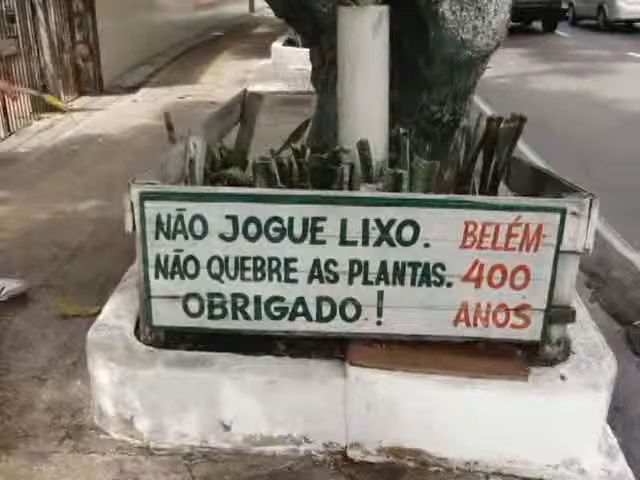 NÃO JOGUE LIXO. BELÉM
NÃO QUEBRE AS PLANTAS. 400
OBRIGADO! ANOS